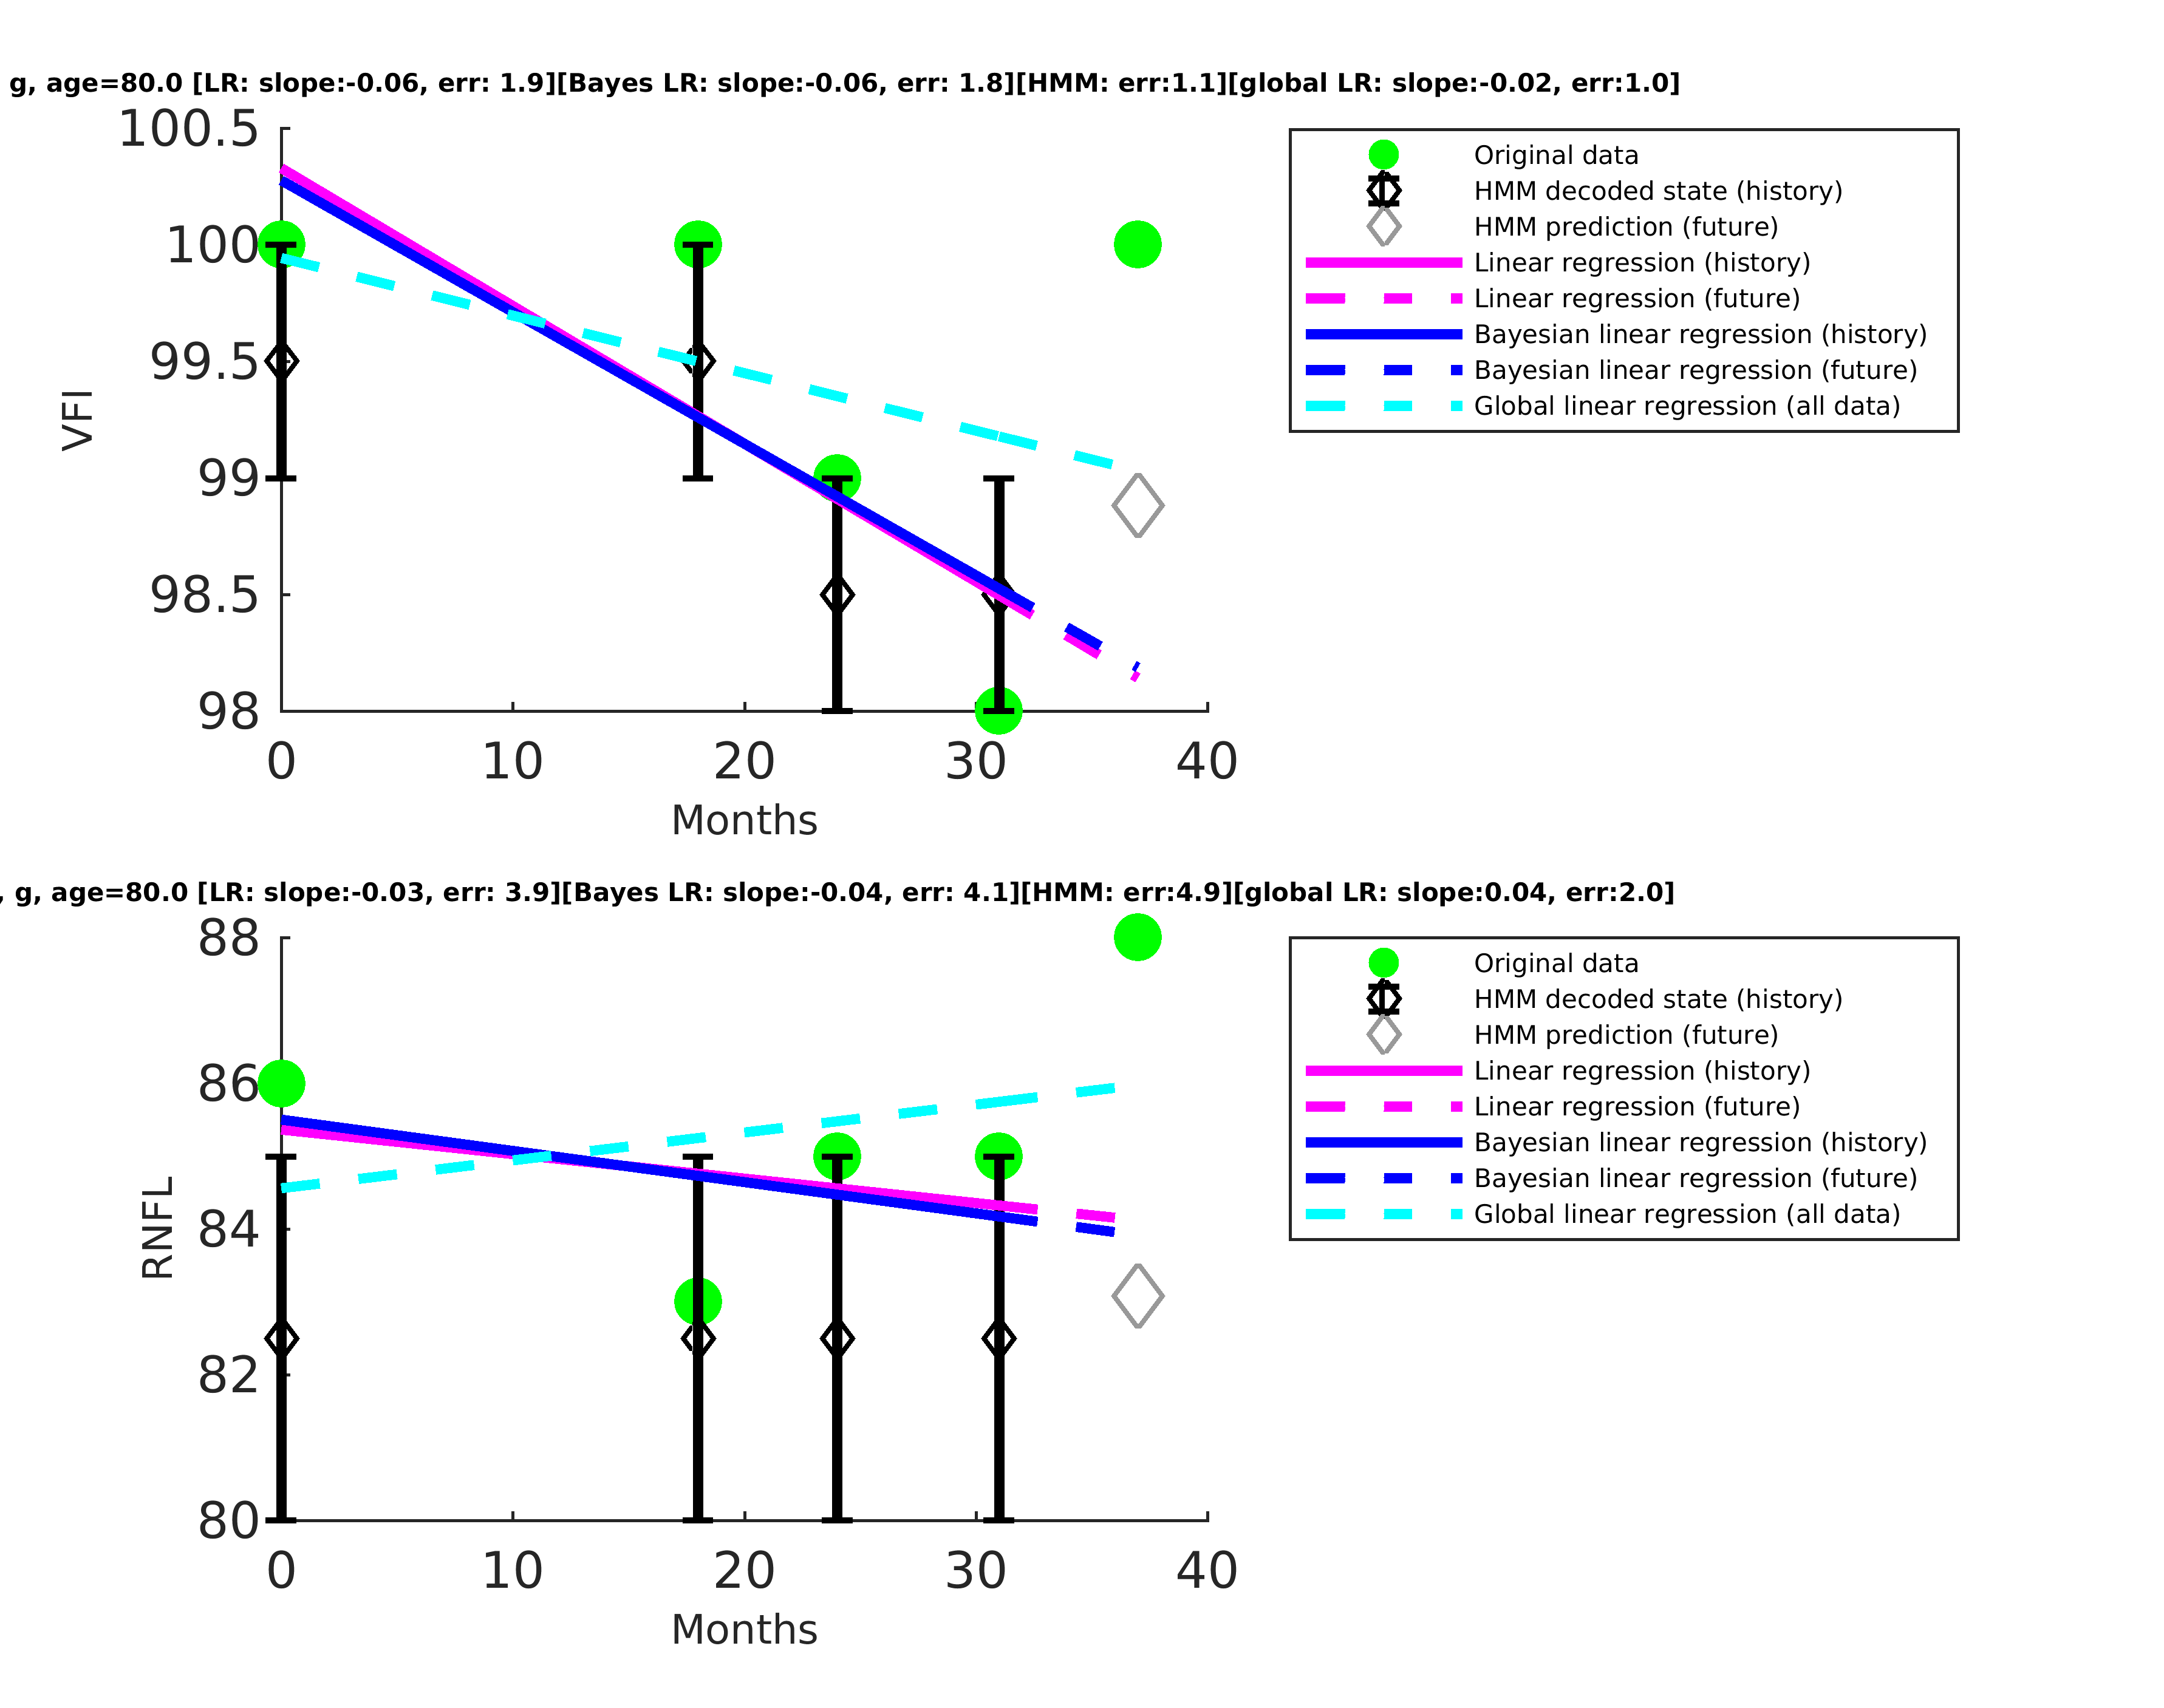 g, age=80.0 [LR: slope:-0.06, err: 1.9][Bayes LR: slope:-0.06, err: 1.8][HMM: err:1.1][global LR: slope:-0.02, err:1.0]
100.5
100
99.5
99
98.5
98
VFI
0 10 20 30 40
Months
Original data
HMM decoded state (history)
HMM prediction (future)
Linear regression (history)
Linear regression (future)
Bayesian linear regression (history)
Bayesian linear regression (future)
Global linear regression (all data)
, g, age=80.0 [LR: slope:-0.03, err: 3.9][Bayes LR: slope:-0.04, err: 4.1][HMM: err:4.9][global LR: slope:0.04, err:2.0]
88
86
84
82
80
RNFL
0 10 20 30 40
Months
Original data
HMM decoded state (history)
HMM prediction (future)
Linear regression (history)
Linear regression (future)
Bayesian linear regression (history)
Bayesian linear regression (future)
Global linear regression (all data)